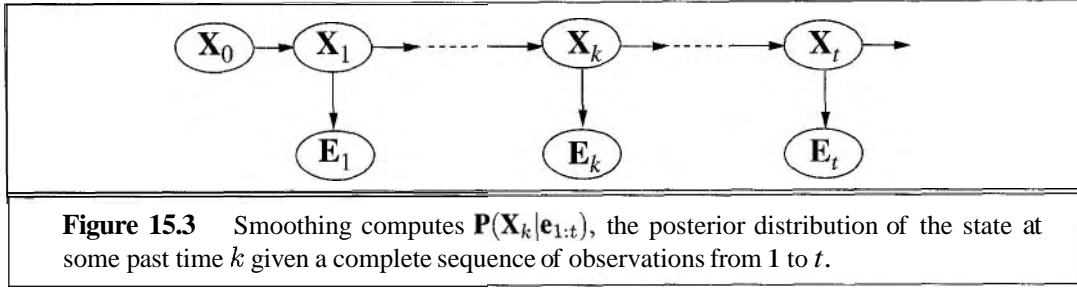 X₀ X₁ Xₖ Xₜ
E₁ Eₖ Eₜ
Figure 15.3 Smoothing computes P(Xₖ|e₁:ₜ), the posterior distribution of the state at
some past time k given a complete sequence of observations from 1 to t.